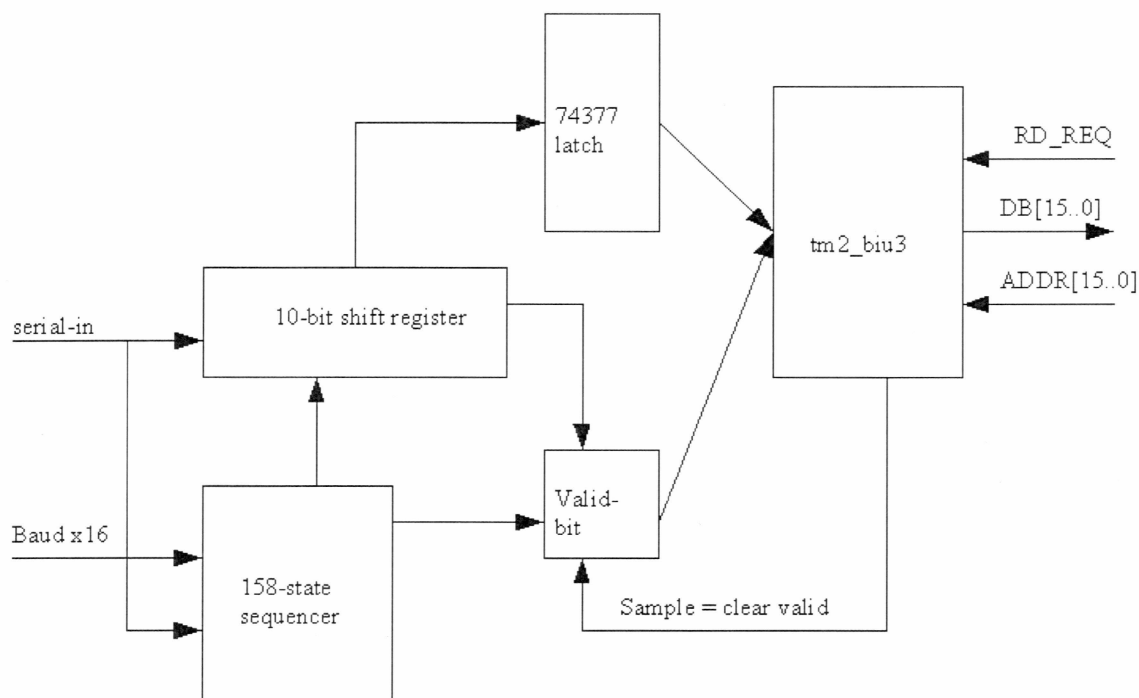 74377
latch
RD_REQ
DB[15..0]
tm2_biu3
ADDR[15..0]
10-bit shift register
serial-in
Valid-
bit
Baud x16
158-state
sequencer
Sample = clear valid